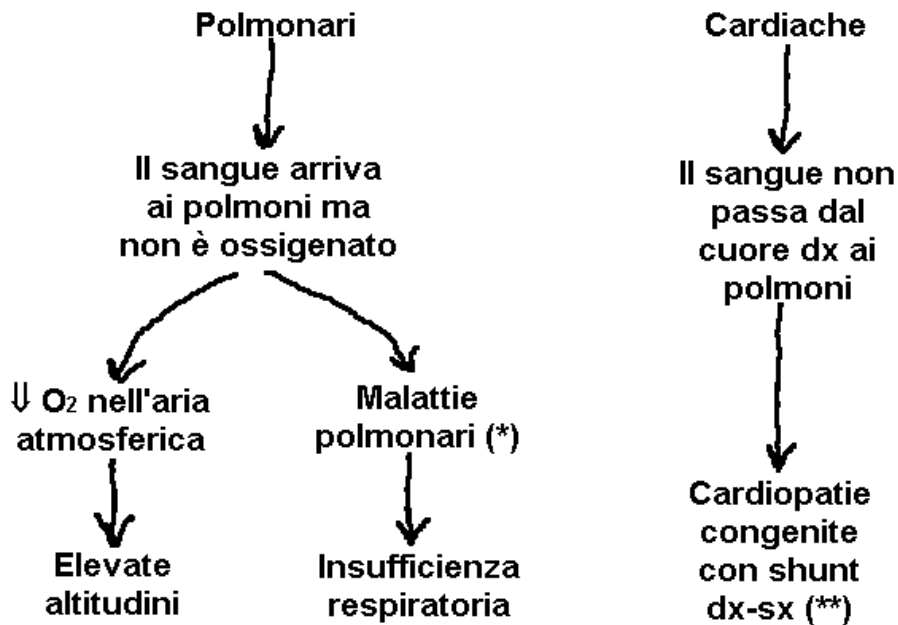 Polmonari
Il sangue arriva
ai polmoni ma
non è ossigenato
⇓ O₂ nell'aria
atmosferica
Elevate
altitudini
Malattie
polmonari (*)
Insufficienza
respiratoria
Cardiache
Il sangue non
passa dal
cuore dx ai
polmoni
Cardiopatie
congenite
con shunt
dx-sx (**)